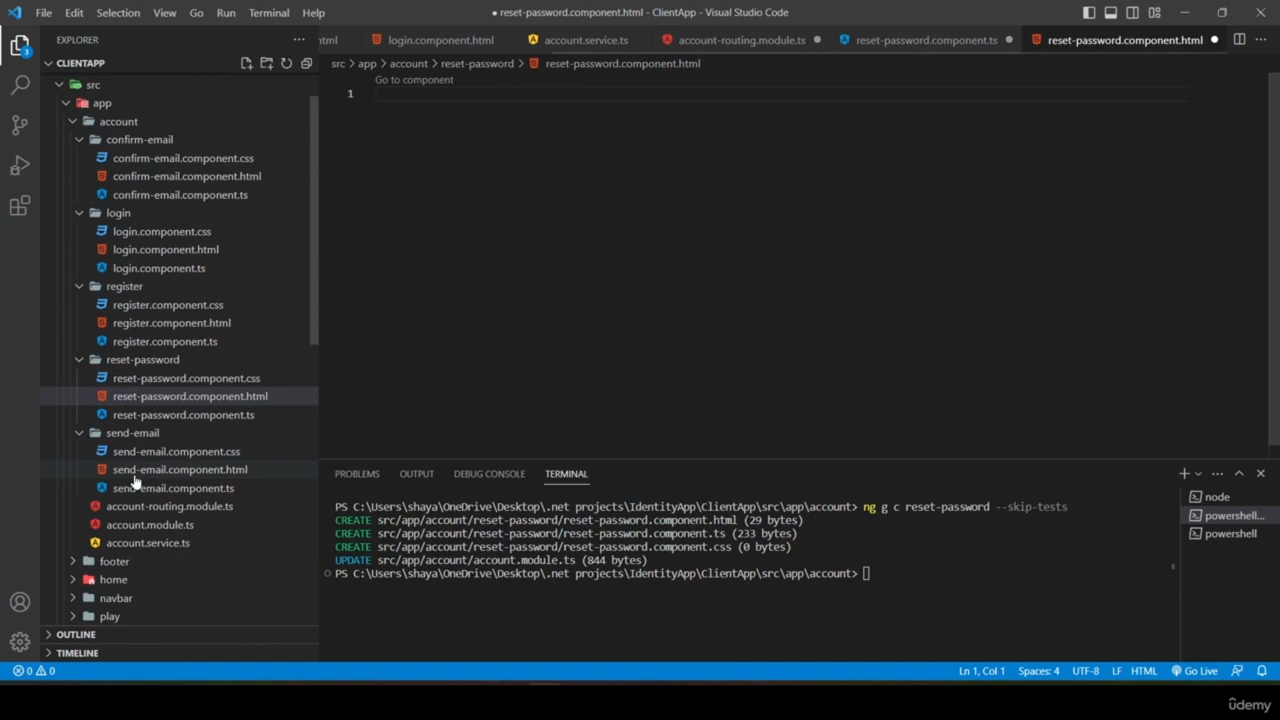 File Edit Selection View Go Run Terminal Help
● reset-password.component.html - ClientApp - Visual Studio Code
EXPLORER
CLIENTAPP
src
app
account
confirm-email
confirm-email.component.css
confirm-email.component.html
confirm-email.component.ts
login
login.component.css
login.component.html
login.component.ts
register
register.component.css
register.component.html
register.component.ts
reset-password
reset-password.component.css
reset-password.component.html
reset-password.component.ts
send-email
send-email.component.css
send-email.component.html
send-email.component.ts
account-routing.module.ts
account.module.ts
account.service.ts
footer
home
navbar
play
OUTLINE
TIMELINE
html login.component.html account.service.ts account-routing.module.ts reset-password.component.ts reset-password.component.html
src > app > account > reset-password > reset-password.component.html
Go to component
1
PROBLEMS OUTPUT DEBUG CONSOLE TERMINAL
PS C:\Users\shaya\OneDrive\Desktop\.net projects\IdentityApp\ClientApp\src\app\account> ng g c reset-password --skip-tests
CREATE src/app/account/reset-password/reset-password.component.html (29 bytes)
CREATE src/app/account/reset-password/reset-password.component.ts (233 bytes)
CREATE src/app/account/reset-password/reset-password.component.css (0 bytes)
UPDATE src/app/account/account.module.ts (844 bytes)
PS C:\Users\shaya\OneDrive\Desktop\.net projects\IdentityApp\ClientApp\src\app\account>
node
powershell...
powershell
0 0
Ln 1, Col 1 Spaces: 4 UTF-8 LF HTML Go Live
ûdemy